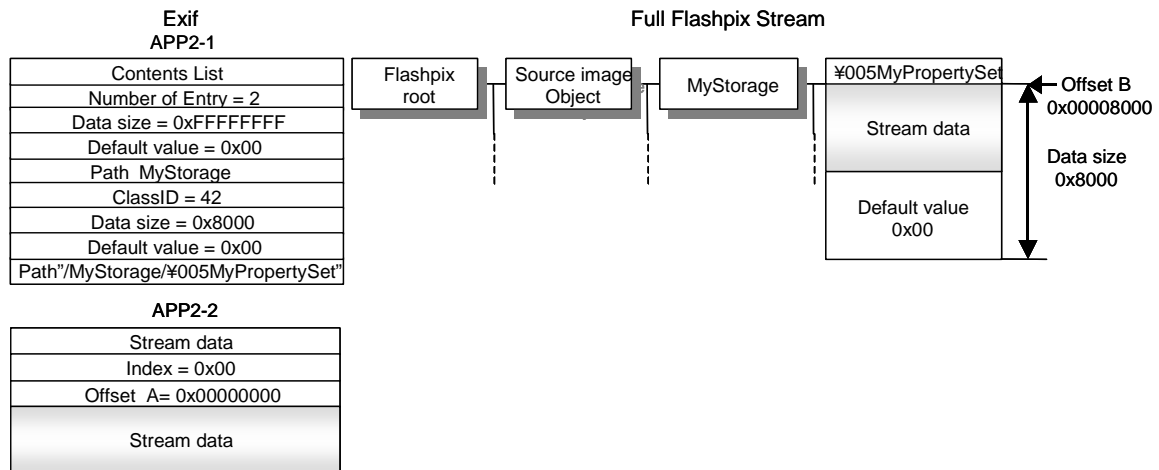 Exif
APP2-1
Contents List
Number of Entry = 2
Data size = 0xFFFFFFFF
Default value = 0x00
Path MyStorage
ClassID = 42
Data size = 0x8000
Default value = 0x00
Path"/MyStorage/¥005MyPropertySet"
APP2-2
Stream data
Index = 0x00
Offset A= 0x00000000
Stream data
Full Flashpix Stream
Flashpix
root
Source image
Object
MyStorage
¥005MyPropertySet
Stream data
Default value
0x00
Offset B
0x00008000
Data size
0x8000